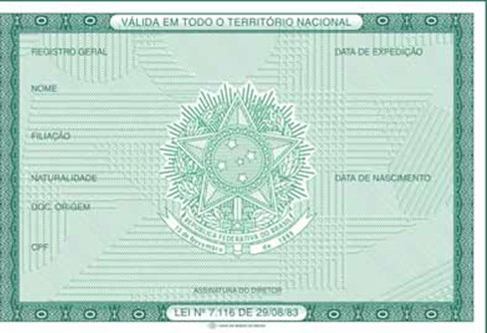 VÁLIDA EM TODO O TERRITÓRIO NACIONAL
REGISTRO GERAL
DATA DE EXPEDIÇÃO
NOME
FILIAÇÃO
NATURALIDADE
DATA DE NASCIMENTO
DOC. ORIGEM
REPÚBLICA FEDERATIVA DO BRASIL
15 de Novembro de 1889
CPF
ASSINATURA DO DIRETOR
LEI Nº 7.116 DE 29/08/83